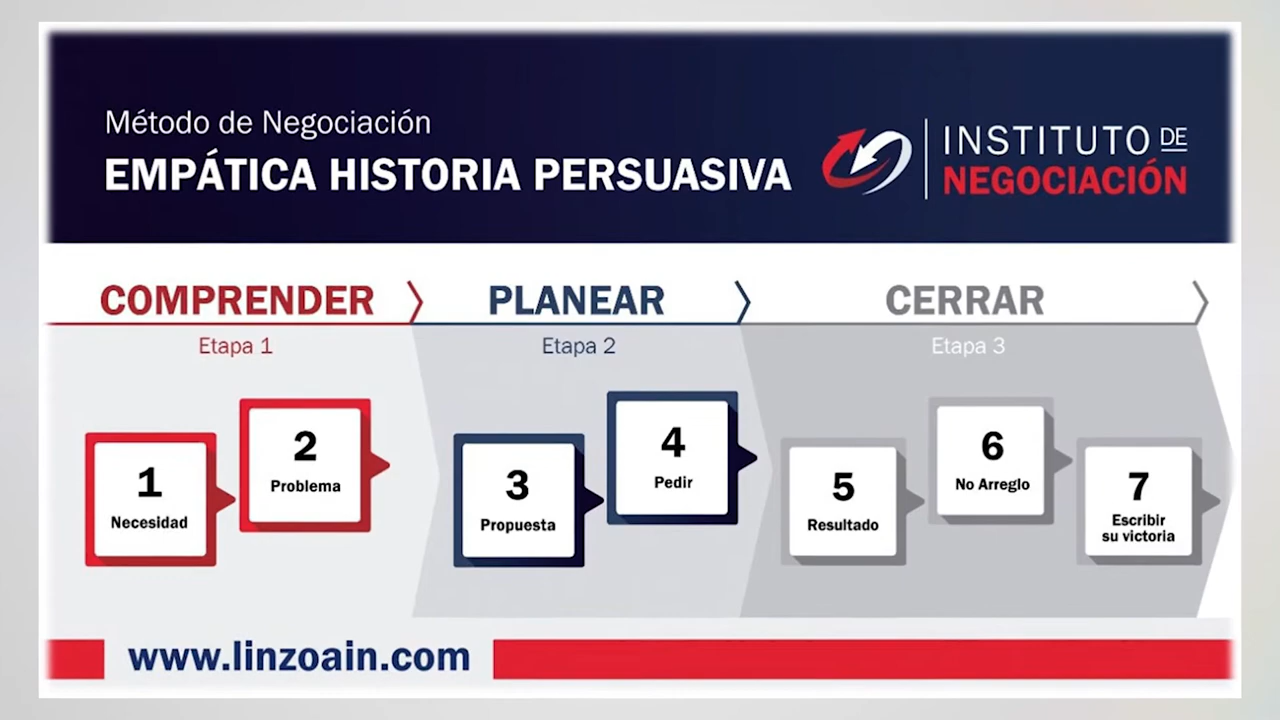 Método de Negociación
EMPÁTICA HISTORIA PERSUASIVA
INSTITUTO DE
NEGOCIACIÓN
COMPRENDER
PLANEAR
CERRAR
Etapa 1
Etapa 2
Etapa 3
1
Necesidad
2
Problema
3
Propuesta
4
Pedir
5
Resultado
6
No Arreglo
7
Escribir
su victoria
www.linzoain.com